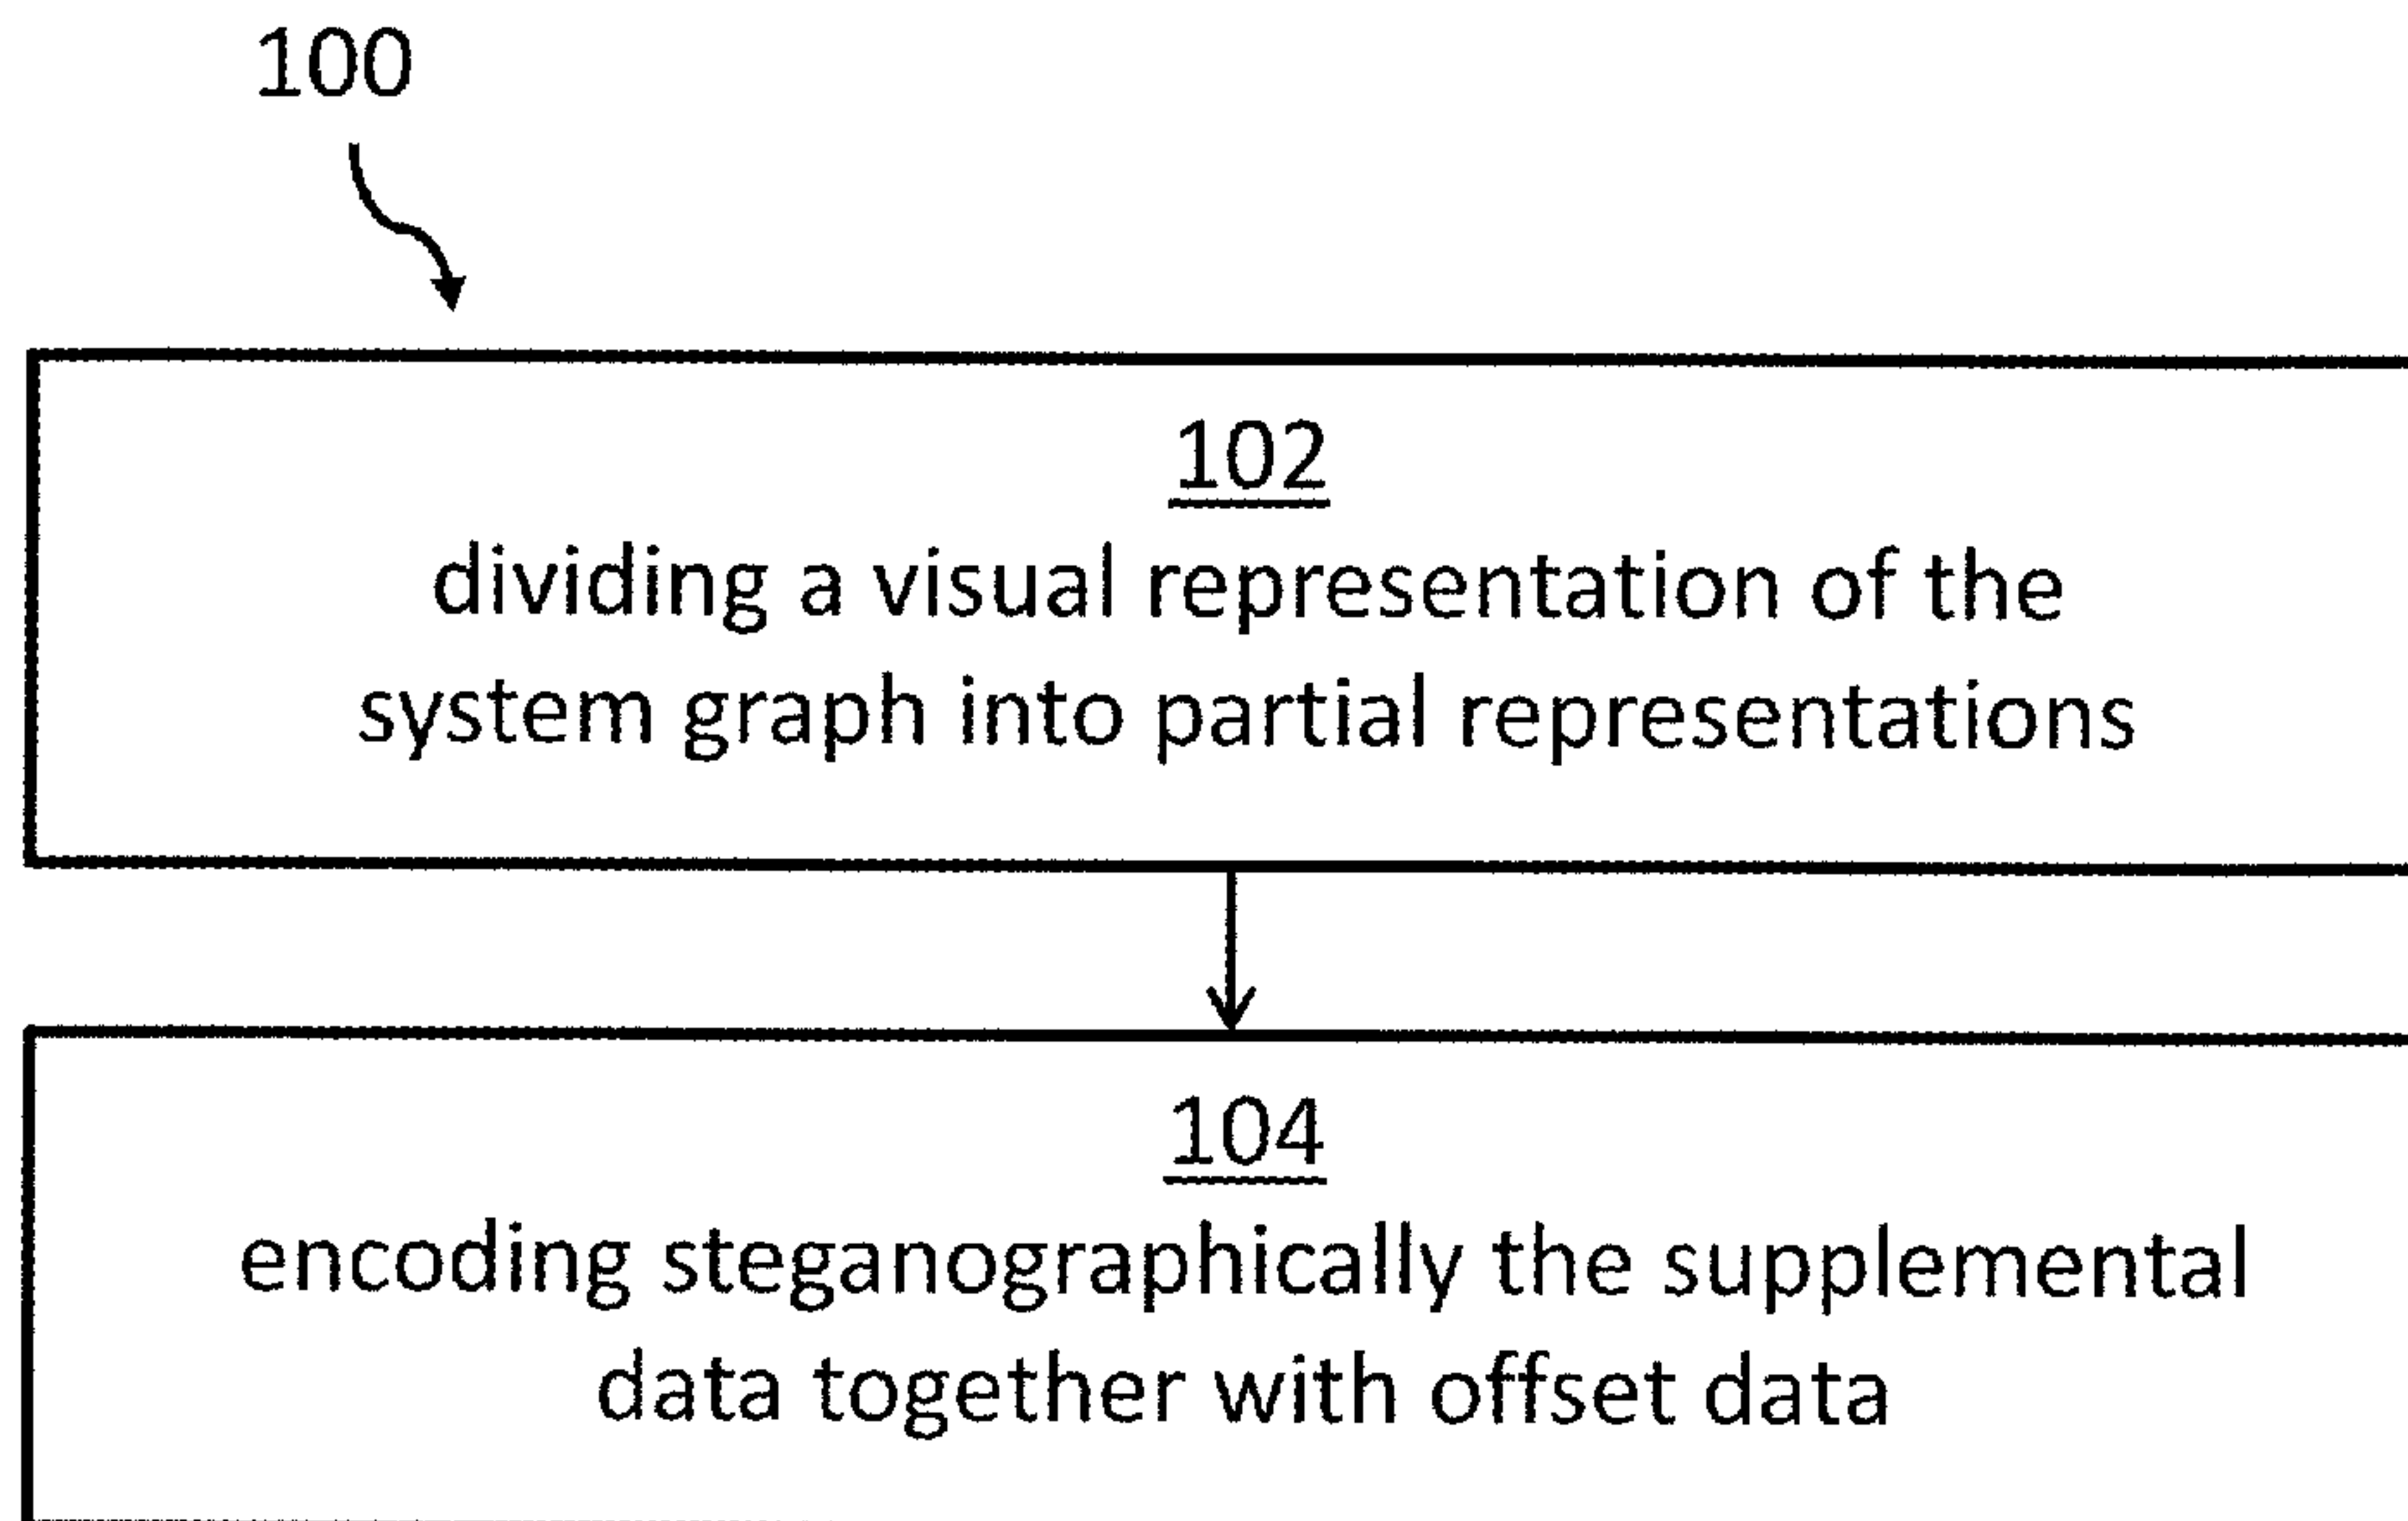 100
102
dividing a visual representation of the
system graph into partial representations
104
encoding steganographically the supplemental
data together with offset data